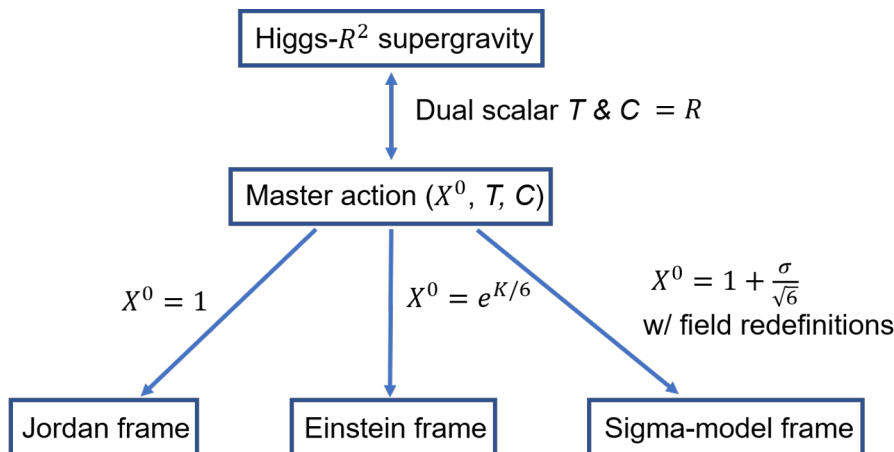 Higgs-R² supergravity
Dual scalar T & C = R
Master action (X⁰, T, C)
X⁰ = 1
X⁰ = e^{K/6}
X⁰ = 1 + σ/√6
w/ field redefinitions
Jordan frame
Einstein frame
Sigma-model frame